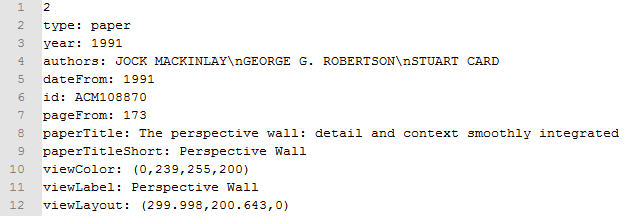 1 2
2 type: paper
3 year: 1991
4 authors: JOCK MACKINLAY\nGEORGE G. ROBERTSON\nSTUART CARD
5 dateFrom: 1991
6 id: ACM108870
7 pageFrom: 173
8 paperTitle: The perspective wall: detail and context smoothly integrated
9 paperTitleShort: Perspective Wall
10 viewColor: (0,239,255,200)
11 viewLabel: Perspective Wall
12 viewLayout: (299.998,200.643,0)